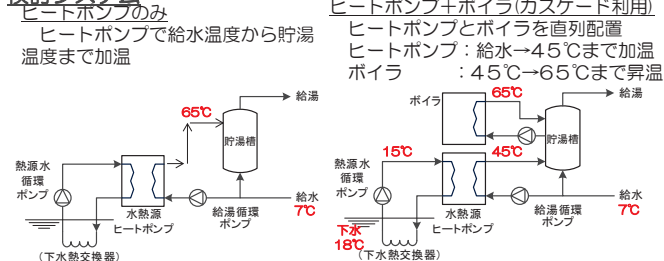 検討システム
ヒートポンプのみ
ヒートポンプで給水温度から貯湯
温度まで加温
給湯
65℃
貯湯槽
熱源水
循環
ポンプ
給水
7℃
水熱源
ヒートポンプ
給湯循環
ポンプ
(下水熱交換器)
ヒートポンプ+ボイラ(カスケード利用)
ヒートポンプとボイラを直列配置
ヒートポンプ:給水→45℃まで加温
ボイラ :45℃→65℃まで昇温
ボイラ
65℃
給湯
貯湯槽
15℃
45℃
熱源水
循環
ポンプ
給水
7℃
水熱源
ヒートポンプ
給湯循環
ポンプ
下水
18℃
(下水熱交換器)